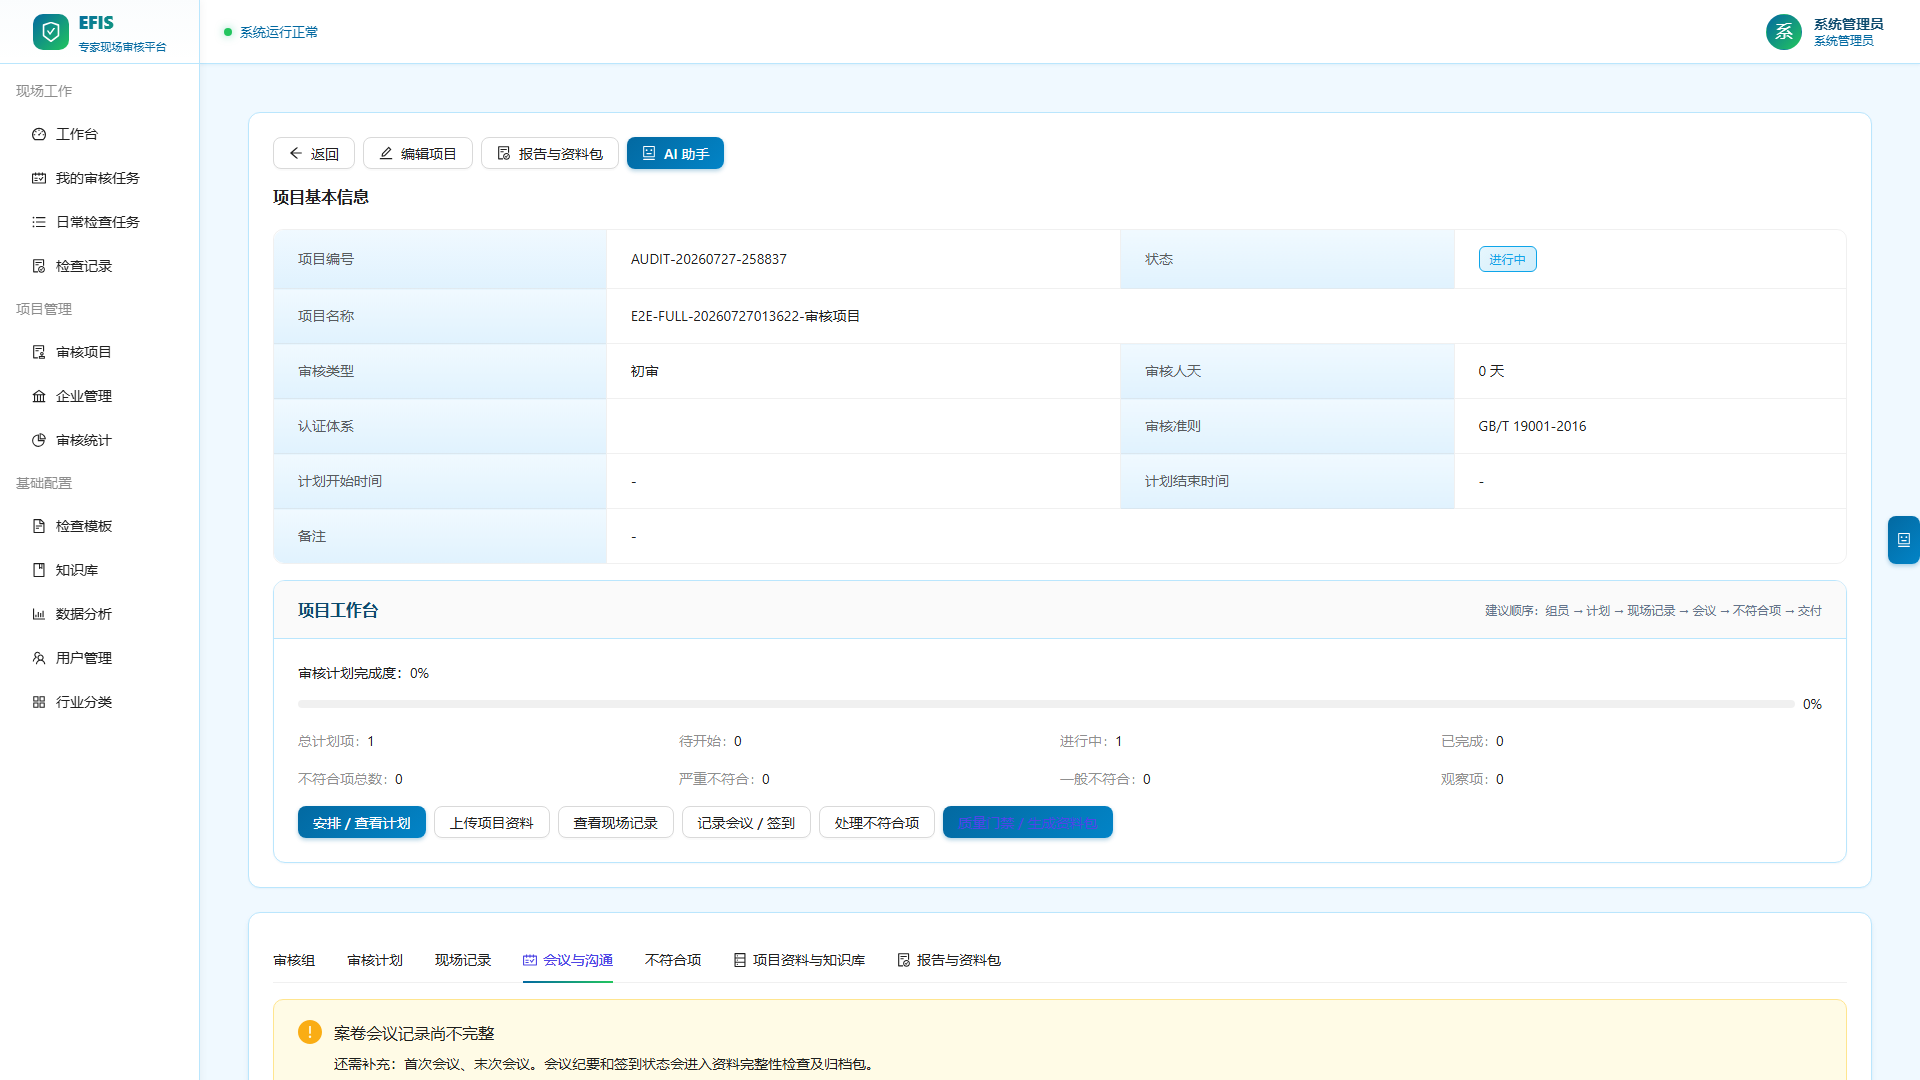 EFIS
专家现场审核平台
系统运行正常
系
系统管理员
系统管理员
现场工作
工作台
我的审核任务
日常检查任务
检查记录
项目管理
审核项目
企业管理
审核统计
基础配置
检查模板
知识库
数据分析
用户管理
行业分类
返回
编辑项目
报告与资料包
AI 助手
项目基本信息
项目编号
AUDIT-20260727-258837
状态
进行中
项目名称
E2E-FULL-20260727013622-审核项目
审核类型
初审
审核人天
0 天
认证体系
审核准则
GB/T 19001-2016
计划开始时间
-
计划结束时间
-
备注
-
项目工作台
建议顺序：组员 → 计划 → 现场记录 → 会议 → 不符合项 → 交付
审核计划完成度：0%
0%
总计划项：1
待开始：0
进行中：1
已完成：0
不符合项总数：0
严重不符合：0
一般不符合：0
观察项：0
安排 / 查看计划
上传项目资料
查看现场记录
记录会议 / 签到
处理不符合项
审核组
审核计划
现场记录
会议与沟通
不符合项
项目资料与知识库
报告与资料包
案卷会议记录尚不完整
还需补充：首次会议、末次会议。会议纪要和签到状态会进入资料完整性检查及归档包。